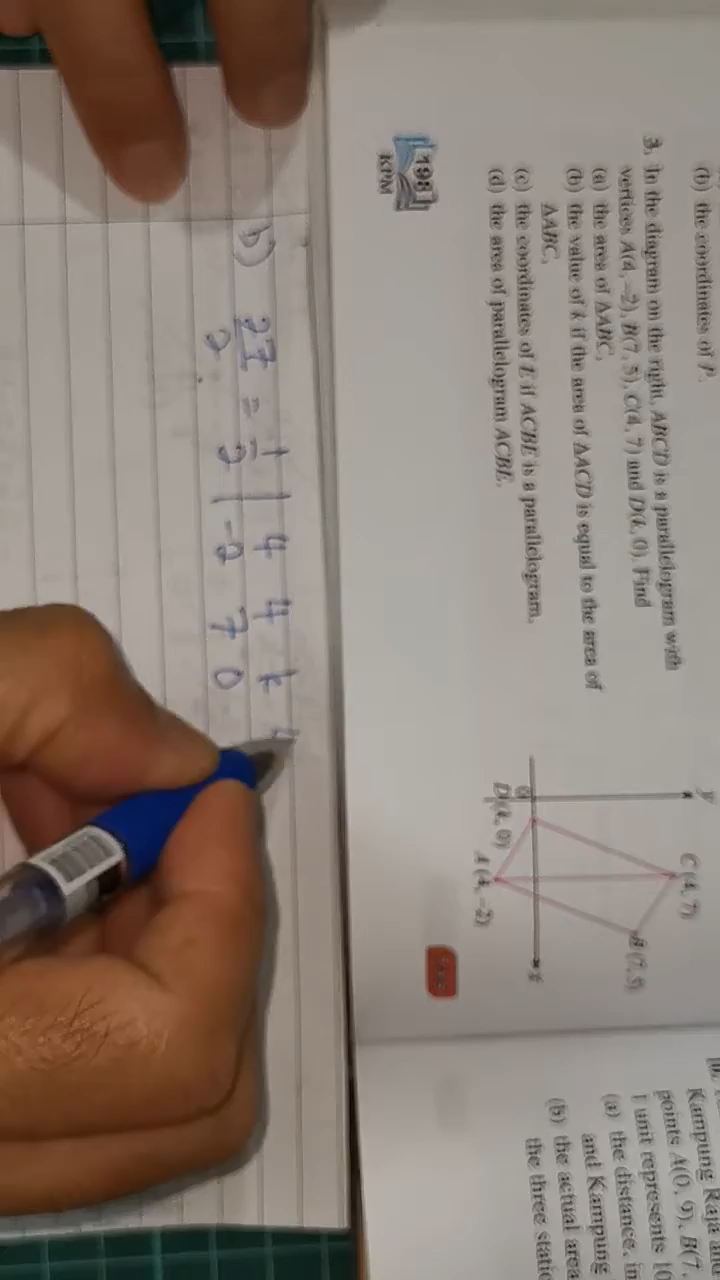 (b) the coordinates of P.
3. In the diagram on the right, ABCD is a parallelogram with
vertices A(4, –2), B(7, 5), C(4, 7) and D(k, 0). Find
(a) the area of ΔABC,
(b) the value of k if the area of ΔACD is equal to the area of
ΔABC,
(c) the coordinates of E if ACBE is a parallelogram,
(d) the area of parallelogram ACBE.
198
KPM
y
C (4, 7)
B (7, 5)
0
x
D(k, 0)
A (4, –2)
b) 27/2 = 1/2 | 4 4 k 4
-2 7 0
Kampung Raja
points A(0, 9), B(7,
1 unit represents 10
(a) the distance, in
and Kampung
(b) the actual area
the three